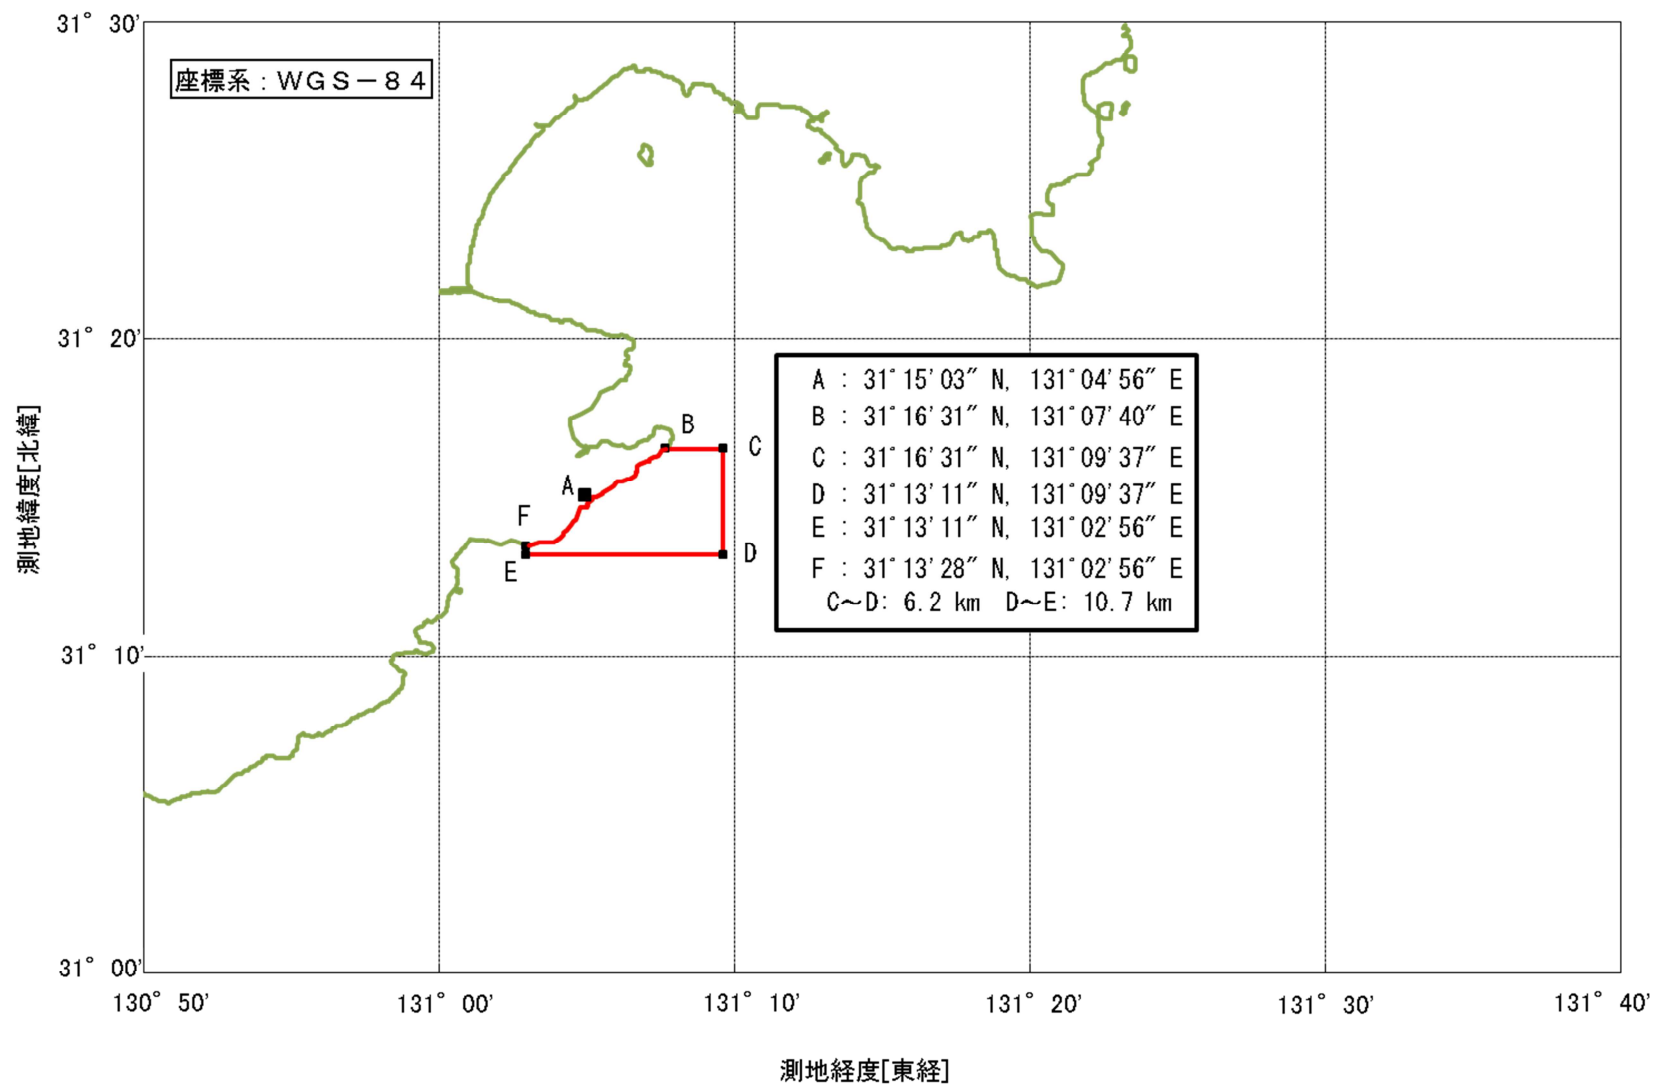 31° 30'
座標系：ＷＧＳ－８４
31° 20'
A : 31°15'03" N, 131°04'56" E
B : 31°16'31" N, 131°07'40" E
C : 31°16'31" N, 131°09'37" E
D : 31°13'11" N, 131°09'37" E
E : 31°13'11" N, 131°02'56" E
F : 31°13'28" N, 131°02'56" E
C～D: 6.2 km D～E: 10.7 km
B
C
A
F
D
E
測地緯度[北緯]
31° 10'
31° 00'
130° 50'
131° 00'
131° 10'
131° 20'
131° 30'
131° 40'
測地経度[東経]